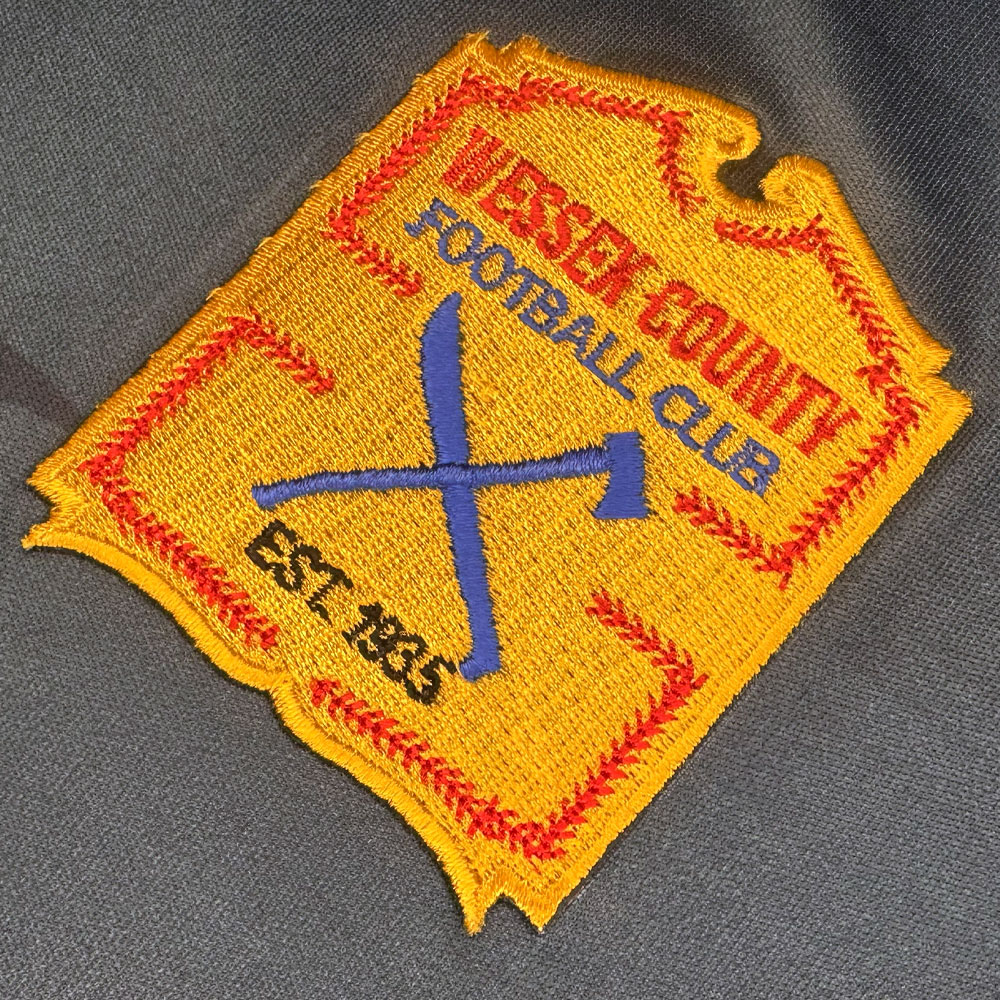 WESSEX COUNTY
FOOTBALL CLUB
EST. 1935